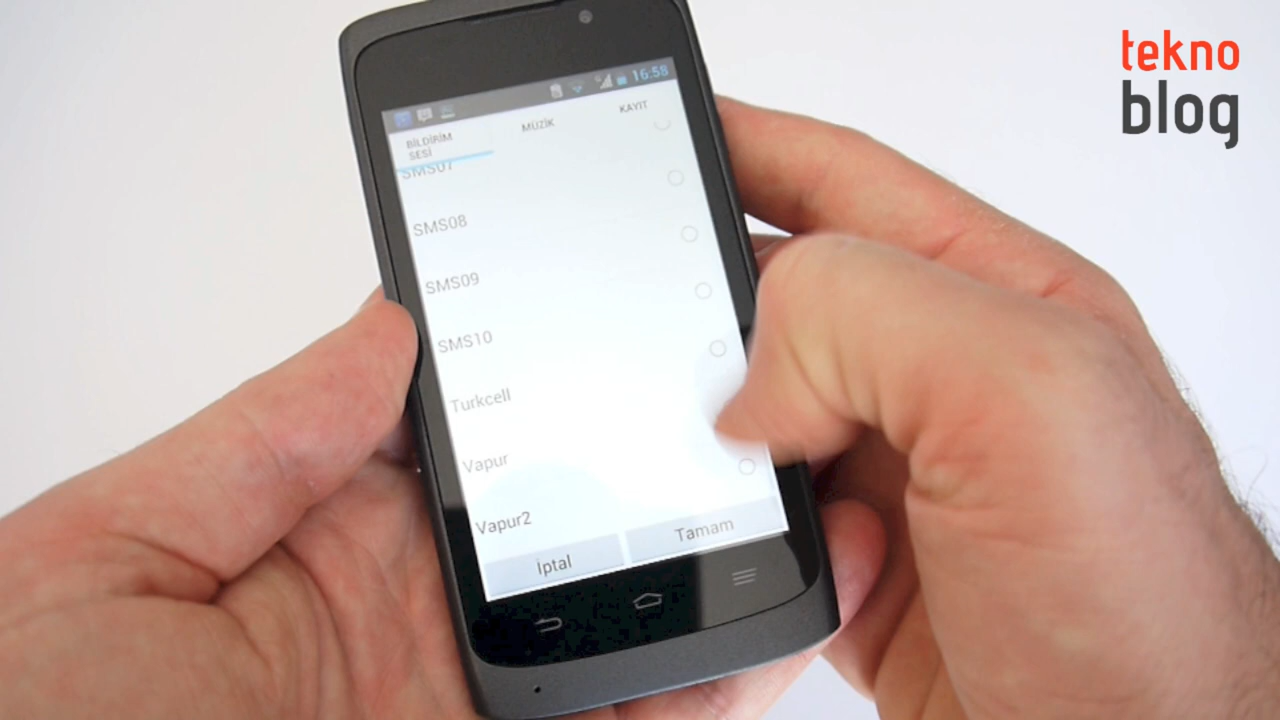 tekno
blog
16:58
BİLDİRİM
SESİ
MÜZİK
KAYIT
SMS07
SMS08
SMS09
SMS10
Turkcell
Vapur
Vapur2
İptal
Tamam